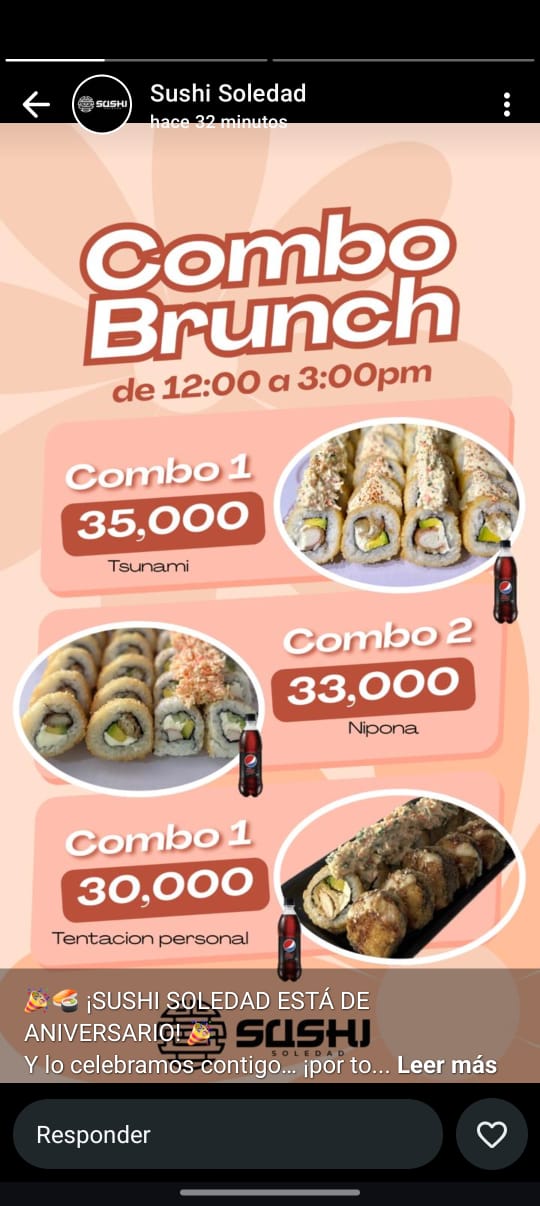 Sushi Soledad
hace 32 minutos
SUSHI
Combo
Brunch
de 12:00 a 3:00pm
Combo 1
35,000
Tsunami
Combo 2
33,000
Nipona
Combo 1
30,000
Tentacion personal
🎉🍣 ¡SUSHI SOLEDAD ESTÁ DE
ANIVERSARIO! 🎉
SUSHI
SOLEDAD
Y lo celebramos contigo… ¡por to... Leer más
Responder